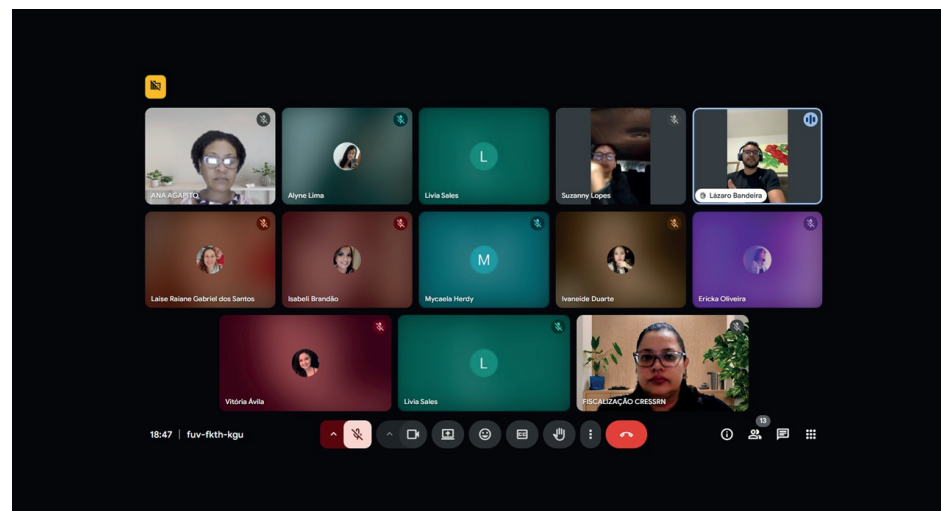 ANA AGAPITO
Alyne Lima
L
Livia Sales
Suzanny Lopes
Lázaro Bandeira
Laise Raiane Gabriel dos Santos
Isabeli Brandão
M
Mycaela Herdy
Ivaneide Duarte
Ericka Oliveira
Vitória Ávila
L
Livia Sales
FISCALIZAÇÃO CRESSRN
13
18:47 | fuv-fkth-kgu